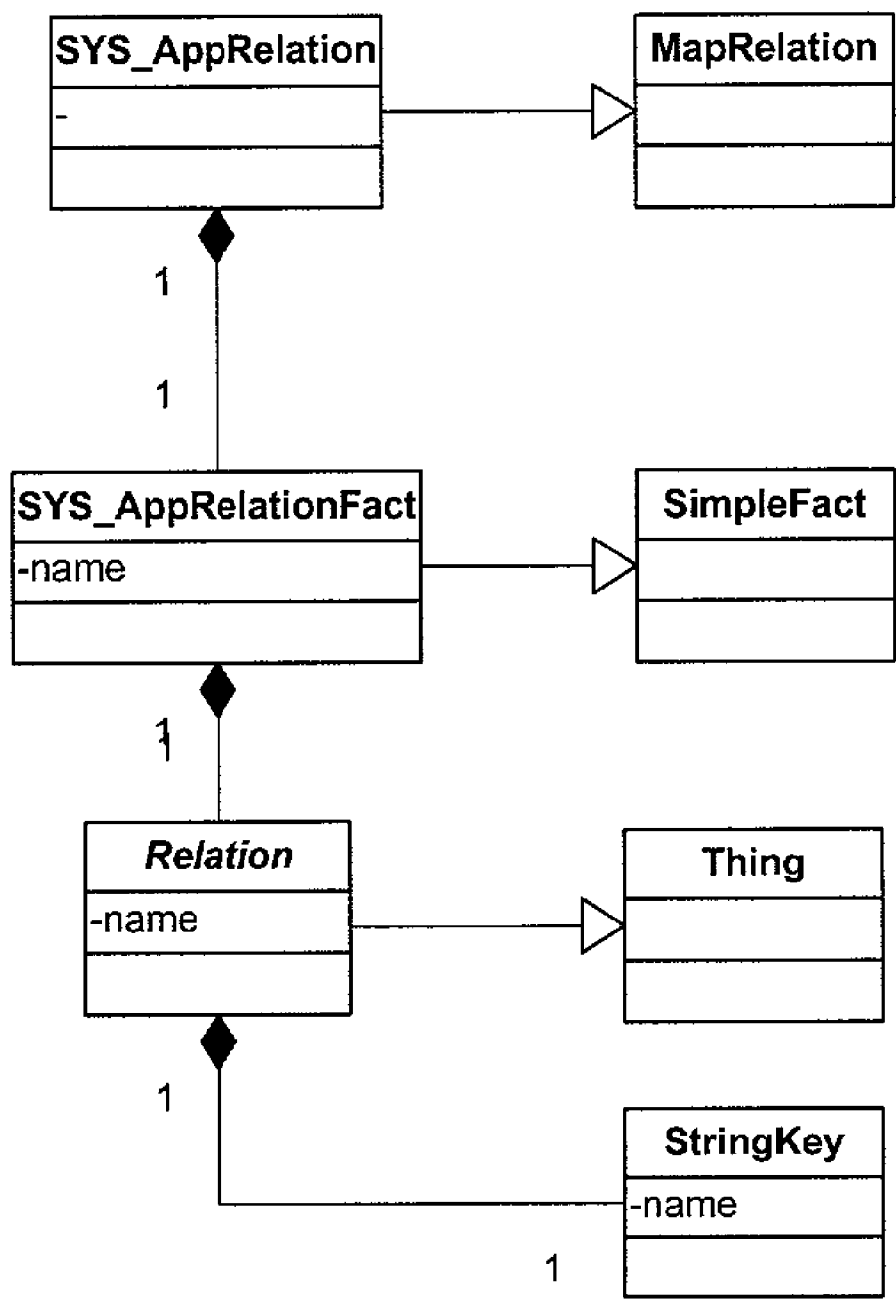 SYS_AppRelation
MapRelation
-
1
1
SYS_AppRelationFact
SimpleFact
-name
1
1
Relation
Thing
-name
1
StringKey
-name
1